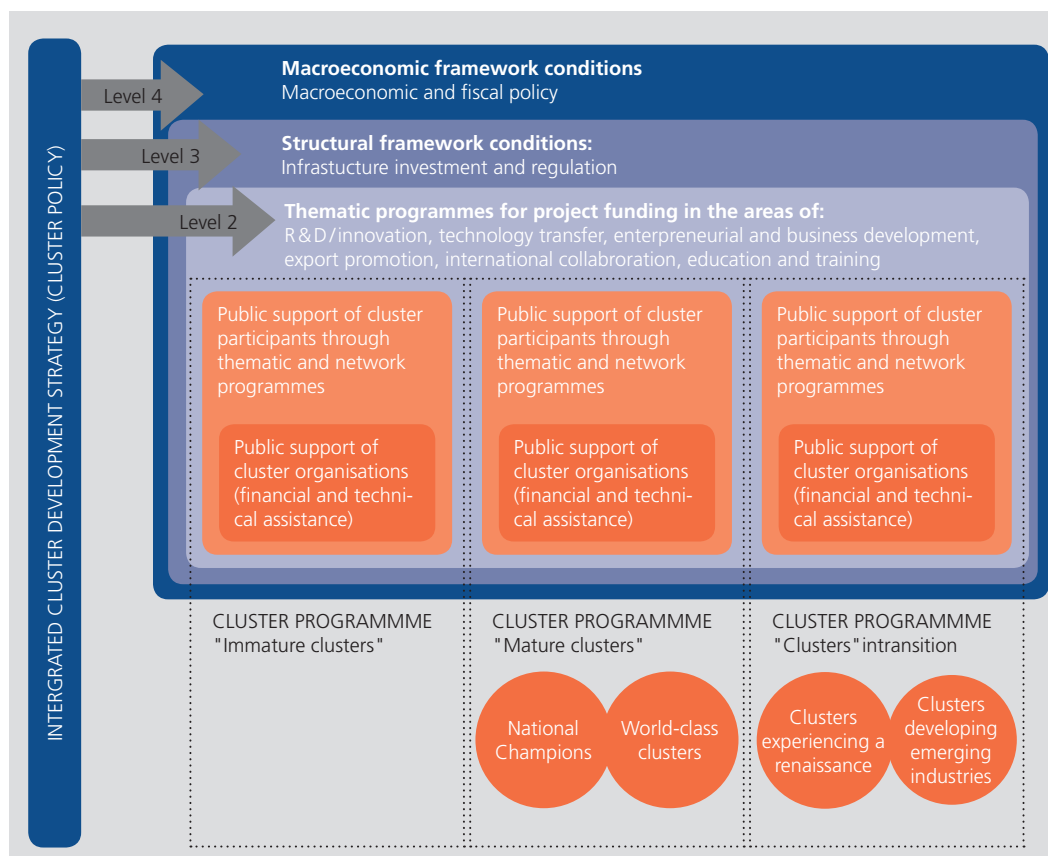 INTERGRATED CLUSTER DEVELOPMENT STRATEGY (CLUSTER POLICY)
Level 4
Macroeconomic framework conditions
Macroeconomic and fiscal policy
Level 3
Structural framework conditions:
Infrastucture investment and regulation
Level 2
Thematic programmes for project funding in the areas of:
R&D/innovation, technology transfer, enterpreneurial and business development,
export promotion, international collabroration, education and training
Public support of cluster
participants through
thematic and network
programmes
Public support of
cluster organisations
(financial and techni-
cal assistance)
Public support of cluster
participants through
thematic and network
programmes
Public support of
cluster organisations
(financial and techni-
cal assistance)
Public support of cluster
participants through
thematic and network
programmes
Public support of
cluster organisations
(financial and techni-
cal assistance)
CLUSTER PROGRAMMME
"Immature clusters"
CLUSTER PROGRAMMME
"Mature clusters"
National
Champions
World-class
clusters
CLUSTER PROGRAMMME
"Clusters"intransition
Clusters
experiencing a
renaissance
Clusters
developing
emerging
industries